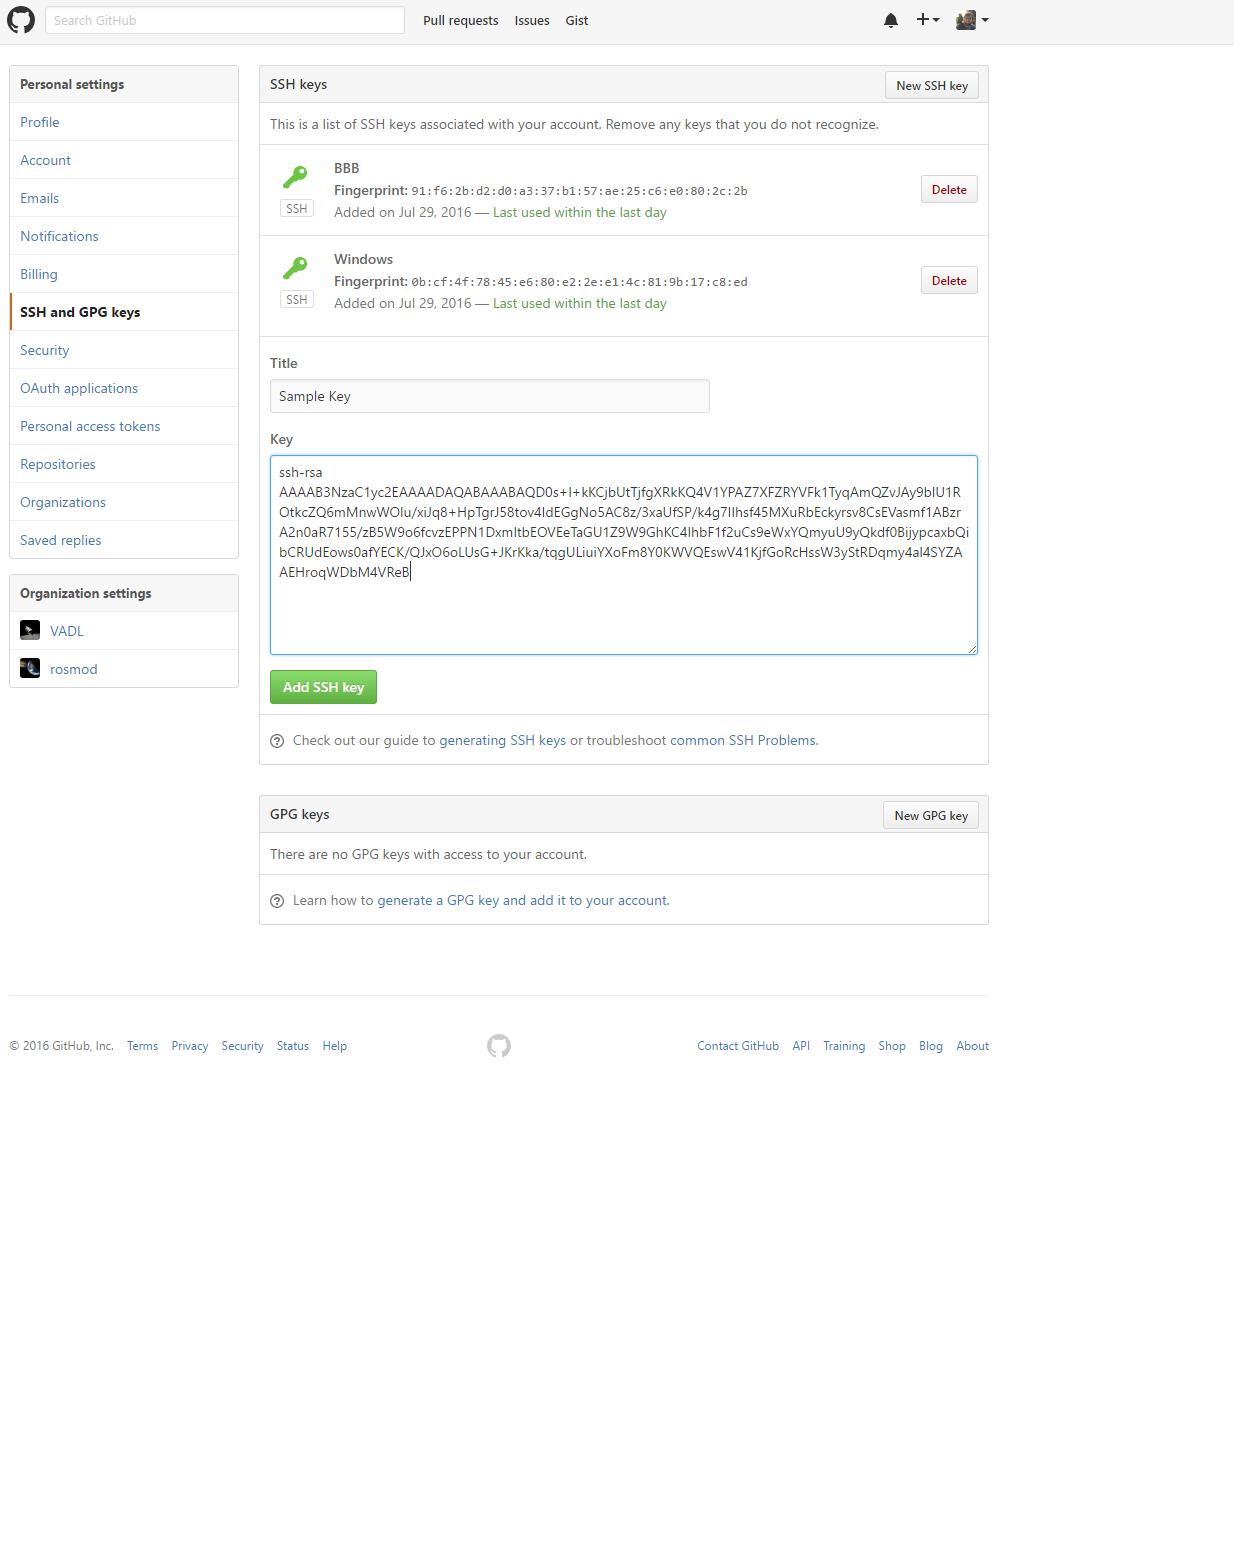 Search GitHub
Pull requests
Issues
Gist
Personal settings
Profile
Account
Emails
Notifications
Billing
SSH and GPG keys
Security
OAuth applications
Personal access tokens
Repositories
Organizations
Saved replies
Organization settings
VADL
rosmod
SSH keys
New SSH key
This is a list of SSH keys associated with your account. Remove any keys that you do not recognize.
BBB
SSH
Fingerprint: 91:f6:2b:d2:d0:a3:37:b1:57:ae:25:c6:e0:80:2c:2b
Added on Jul 29, 2016 — Last used within the last day
Delete
Windows
SSH
Fingerprint: 0b:cf:4f:78:45:e6:80:e2:2e:e1:4c:81:9b:17:c8:ed
Added on Jul 29, 2016 — Last used within the last day
Delete
Title
Sample Key
Key
ssh-rsa
AAAAB3NzaC1yc2EAAAADAQABAAABAQD0s+I+kKCjbUtTjfgXRkKQ4V1YPAZ7XFZRYVFk1TyqAmQZvJAy9bIU1R
OtkcZQ6mMnwWOlu/xiJq8+HpTgrJ58tov4IdEGgNo5AC8z/3xaUfSP/k4g7IIhsf45MXuRbEckyrsv8CsEVasmf1ABzr
A2n0aR7155/zB5W9o6fcvzEPPN1DxmItbEOVEeTaGU1Z9W9GhKC4IhbF1f2uCs9eWxYQmyuU9yQkdf0BijypcaxbQi
bCRUdEows0afYECK/QJxO6oLUsG+JKrKka/tqgULiuiYXoFm8Y0KWVQEswV41KjfGoRcHssW3yStRDqmy4al4SYZA
AEHroqWDbM4VReB
Add SSH key
Check out our guide to generating SSH keys or troubleshoot common SSH Problems.
GPG keys
New GPG key
There are no GPG keys with access to your account.
Learn how to generate a GPG key and add it to your account.
© 2016 GitHub, Inc.
Terms
Privacy
Security
Status
Help
Contact GitHub
API
Training
Shop
Blog
About